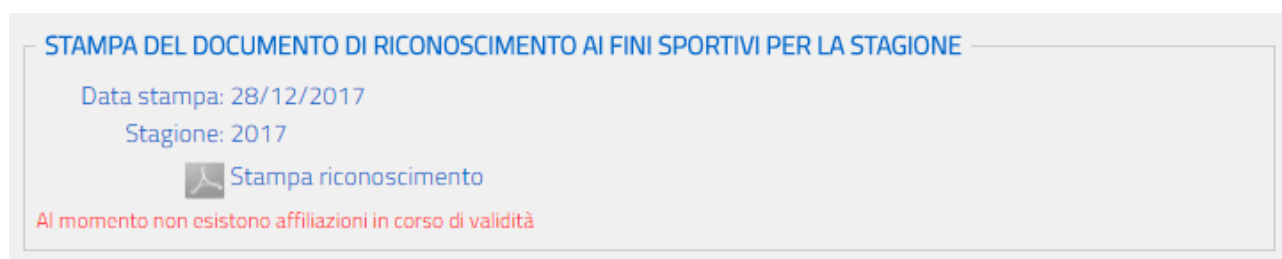 STAMPA DEL DOCUMENTO DI RICONOSCIMENTO AI FINI SPORTIVI PER LA STAGIONE
Data stampa: 28/12/2017
Stagione: 2017
Stampa riconoscimento
Al momento non esistono affiliazioni in corso di validità